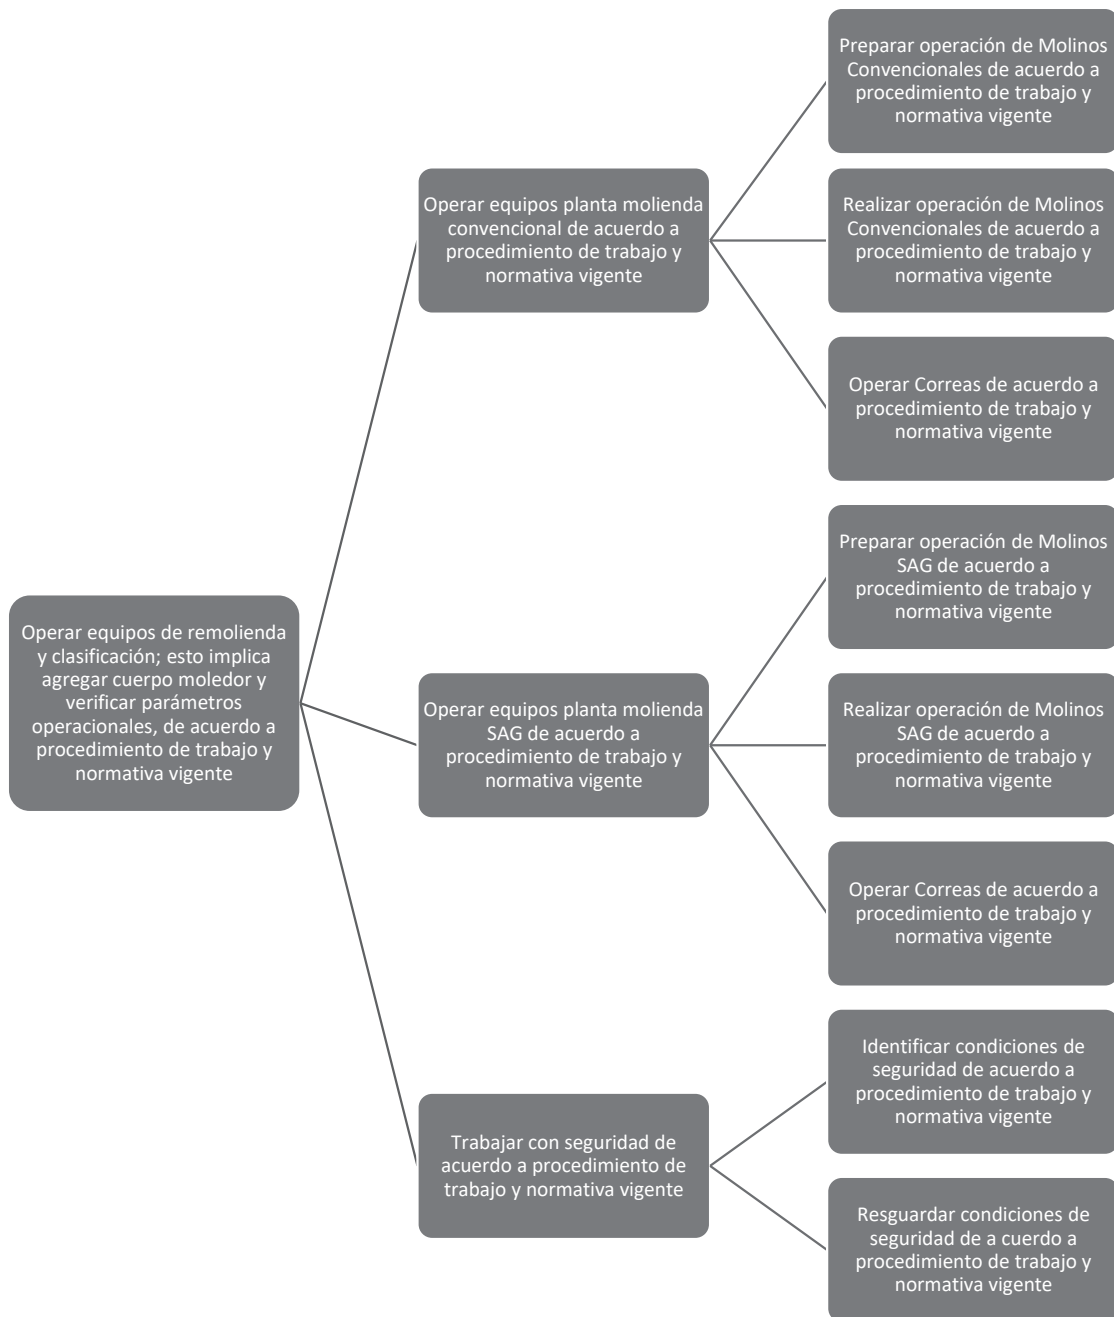 Operar equipos de remolienda
y clasificación; esto implica
agregar cuerpo moledor y
verificar parámetros
operacionales, de acuerdo a
procedimiento de trabajo y
normativa vigente
Operar equipos planta molienda
convencional de acuerdo a
procedimiento de trabajo y
normativa vigente
Preparar operación de Molinos
Convencionales de acuerdo a
procedimiento de trabajo y
normativa vigente
Realizar operación de Molinos
Convencionales de acuerdo a
procedimiento de trabajo y
normativa vigente
Operar Correas de acuerdo a
procedimiento de trabajo y
normativa vigente
Operar equipos planta molienda
SAG de acuerdo a
procedimiento de trabajo y
normativa vigente
Preparar operación de Molinos
SAG de acuerdo a
procedimiento de trabajo y
normativa vigente
Realizar operación de Molinos
SAG de acuerdo a
procedimiento de trabajo y
normativa vigente
Operar Correas de acuerdo a
procedimiento de trabajo y
normativa vigente
Trabajar con seguridad de
acuerdo a procedimiento de
trabajo y normativa vigente
Identificar condiciones de
seguridad de acuerdo a
procedimiento de trabajo y
normativa vigente
Resguardar condiciones de
seguridad de a cuerdo a
procedimiento de trabajo y
normativa vigente